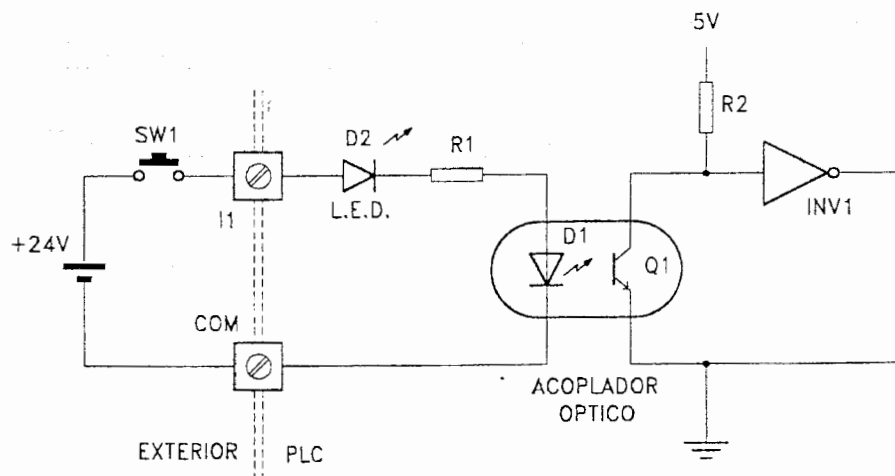 5V
R2
SW1
D2
R1
I1
L.E.D.
INV1
D1
Q1
+24V
COM
ACOPLADOR
OPTICO
EXTERIOR
PLC